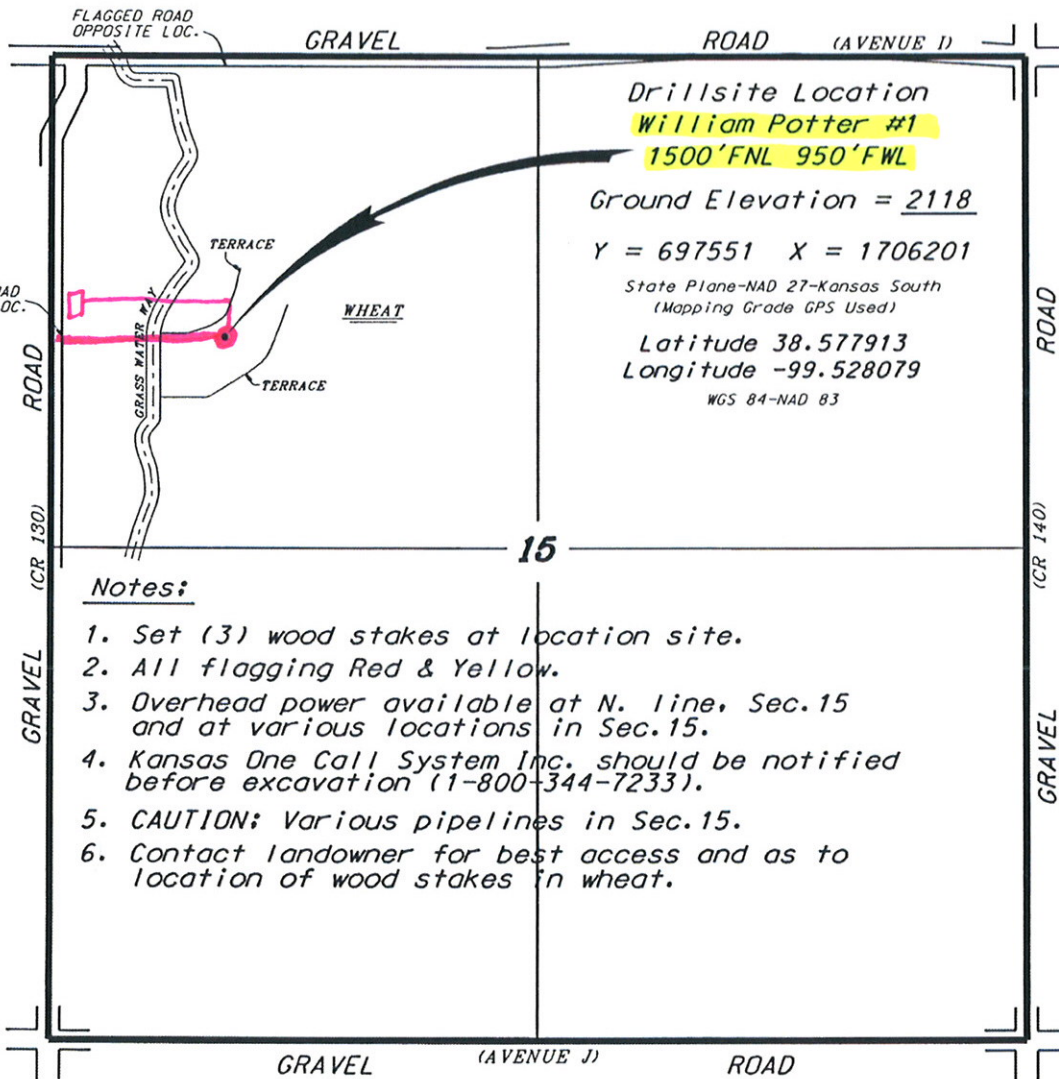 FLAGGED ROAD
OPPOSITE LOC.
GRAVEL ROAD (AVENUE I)
Drillsite Location
William Potter #1
1500'FNL 950'FWL
Ground Elevation = 2118
Y = 697551 X = 1706201
State Plane-NAD 27-Kansas South
(Mapping Grade GPS Used)
Latitude 38.577913
Longitude -99.528079
WGS 84-NAD 83
TERRACE
WHEAT
LOC.
GRASS WATER WAY
TERRACE
ROAD
(CR 130)
GRAVEL
ROAD
(CR 140)
GRAVEL
15
Notes:
1. Set (3) wood stakes at location site.
2. All flagging Red & Yellow.
3. Overhead power available at N. line, Sec.15
and at various locations in Sec.15.
4. Kansas One Call System Inc. should be notified
before excavation (1-800-344-7233).
5. CAUTION: Various pipelines in Sec.15.
6. Contact landowner for best access and as to
location of wood stakes in wheat.
GRAVEL (AVENUE J) ROAD